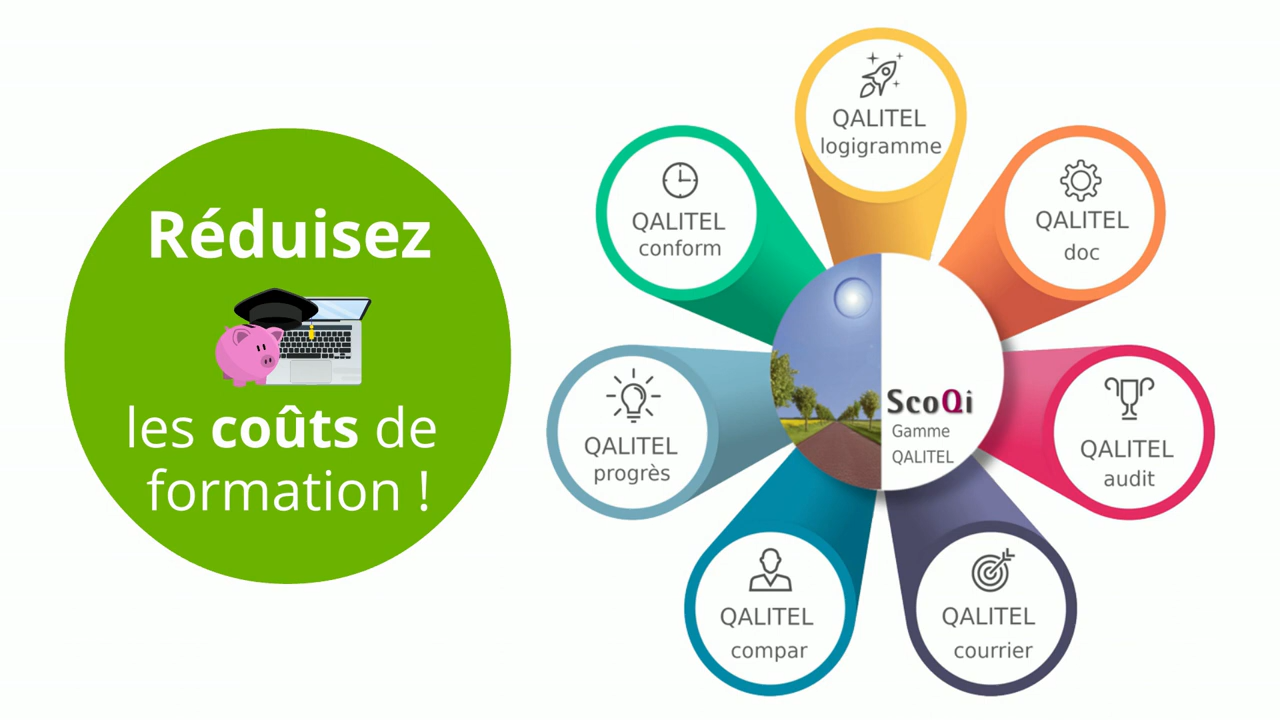 Réduisez
les coûts de
formation !
QALITEL
logigramme
QALITEL
doc
QALITEL
audit
QALITEL
courrier
QALITEL
compar
QALITEL
progrès
QALITEL
conform
ScoQi
Gamme
QALITEL